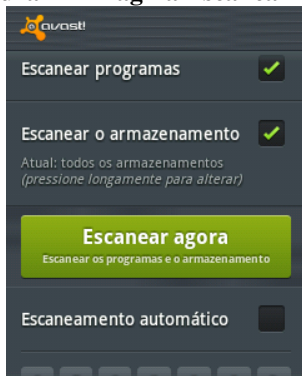 avast!
Escanear programas
Escanear o armazenamento
Atual: todos os armazenamentos
(pressione longamente para alterar)
Escanear agora
Escanear os programas e o armazenamento
Escaneamento automático